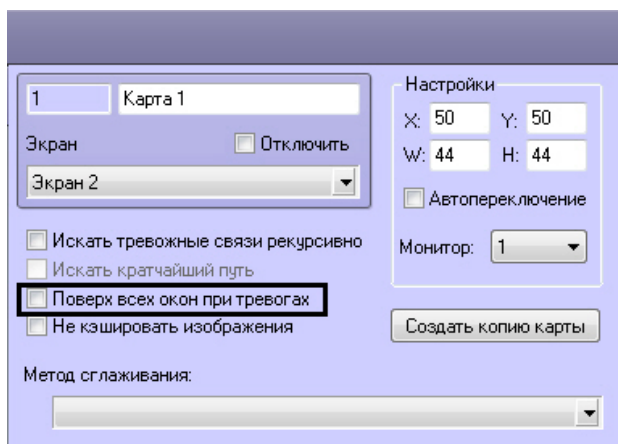 1 Карта 1
Экран Отключить
Экран 2
Искать тревожные связи рекурсивно
Искать кратчайший путь
Поверх всех окон при тревогах
Не кэшировать изображения
Настройки
X: 50 Y: 50
W: 44 H: 44
Автопереключение
Монитор: 1
Создать копию карты
Метод сглаживания: